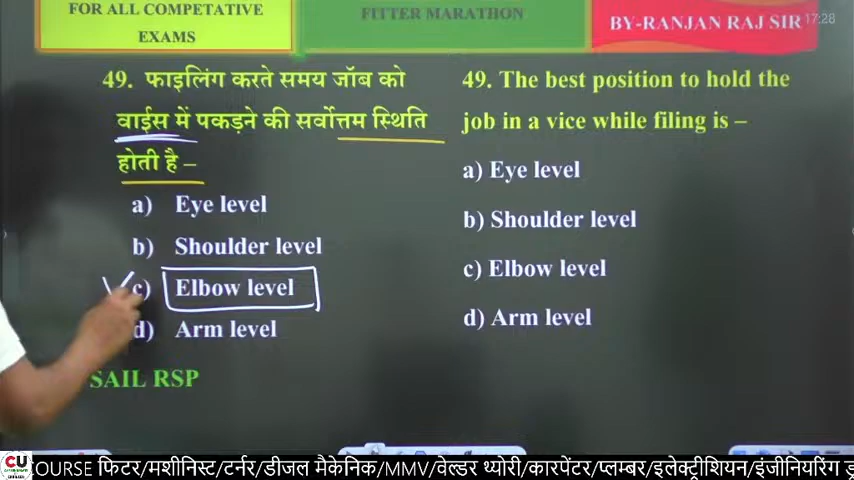 FOR ALL COMPETATIVE
EXAMS
FITTER MARATHON
BY-RANJAN RAJ SIR
17:28
49. फाइलिंग करते समय जॉब को
वाईस में पकड़ने की सर्वोत्तम स्थिति
होती है –
a) Eye level
b) Shoulder level
c) Elbow level
d) Arm level
SAIL RSP
49. The best position to hold the
job in a vice while filing is –
a) Eye level
b) Shoulder level
c) Elbow level
d) Arm level
CU
OURSE फिटर/मशीनिस्ट/टर्नर/डीजल मैकेनिक/MMV/वेल्डर थ्योरी/कारपेंटर/प्लम्बर/इलेक्ट्रीशियन/इंजीनियरिंग ड्र